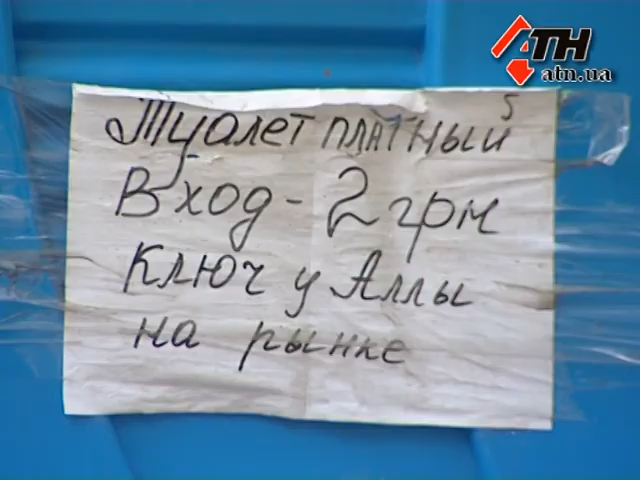 АТН
atn.ua
Туалет платный
Вход - 2 грн
Ключ у Аллы
на рынке